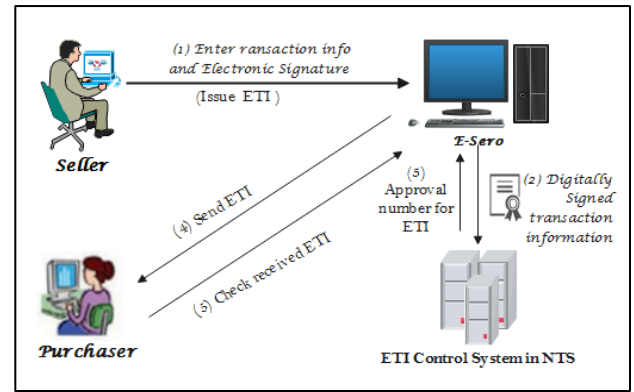 (1) Enter ransaction info
and Electronic Signature
(Issue ETI )
Seller
E-Sero
(5)
Approval
number for
ETI
(2) Digitally
Signed
transaction
information
(4) Send ETI
(5) Check received ETI
Purchaser
ETI Control System in NTS